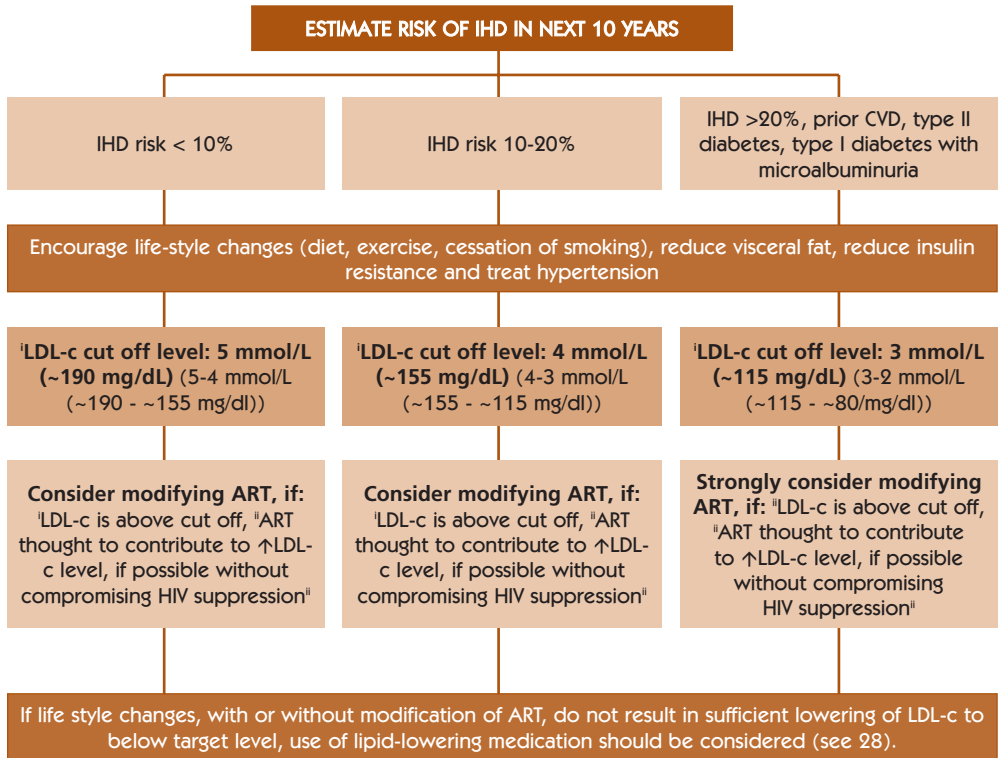 ESTIMATE RISK OF IHD IN NEXT 10 YEARS
IHD risk < 10%
IHD risk 10-20%
IHD >20%, prior CVD, type II
diabetes, type I diabetes with
microalbuminuria
Encourage life-style changes (diet, exercise, cessation of smoking), reduce visceral fat, reduce insulin
resistance and treat hypertension
ⁱLDL-c cut off level: 5 mmol/L
(~190 mg/dL) (5-4 mmol/L
(~190 - ~155 mg/dl))
ⁱLDL-c cut off level: 4 mmol/L
(~155 mg/dL) (4-3 mmol/L
(~155 - ~115 mg/dl))
ⁱLDL-c cut off level: 3 mmol/L
(~115 mg/dL) (3-2 mmol/L
(~115 - ~80/mg/dl))
Consider modifying ART, if:
ⁱLDL-c is above cut off, ⁱⁱART
thought to contribute to ↑LDL-
c level, if possible without
compromising HIV suppressionⁱⁱ
Consider modifying ART, if:
ⁱLDL-c is above cut off, ⁱⁱART
thought to contribute to ↑LDL-
c level, if possible without
compromising HIV suppressionⁱⁱ
Strongly consider modifying
ART, if: ⁱⁱLDL-c is above cut off,
ⁱⁱART thought to contribute
to ↑LDL-c level, if possible
without compromising
HIV suppressionⁱⁱ
If life style changes, with or without modification of ART, do not result in sufficient lowering of LDL-c to
below target level, use of lipid-lowering medication should be considered (see 28).